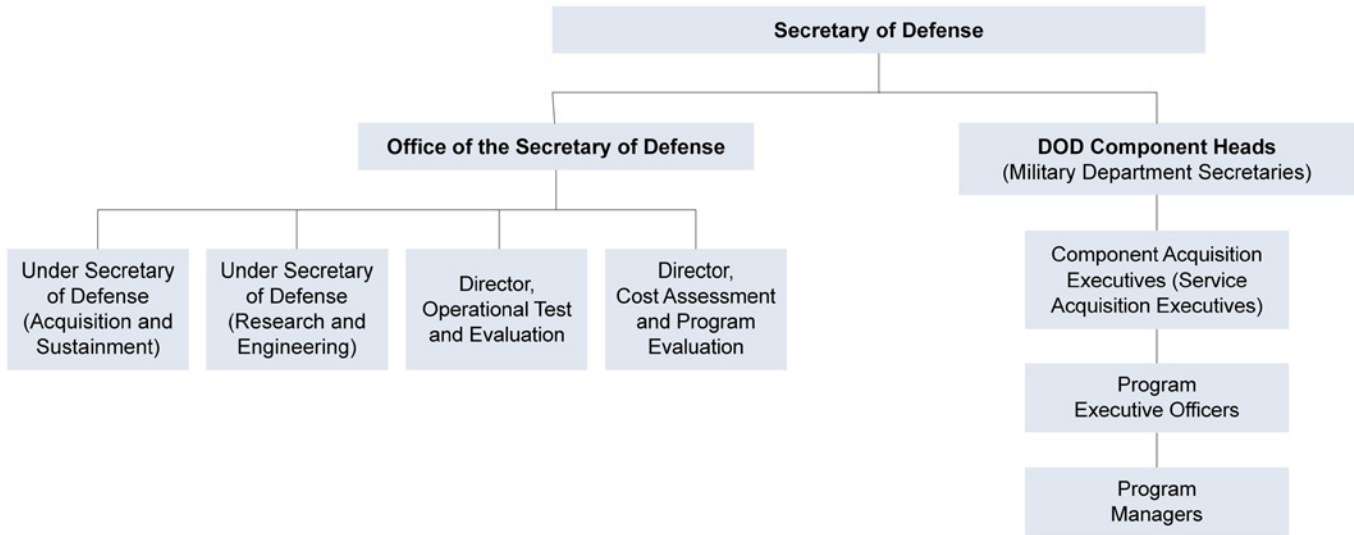 Secretary of Defense
Office of the Secretary of Defense
DOD Component Heads
(Military Department Secretaries)
Under Secretary
of Defense
(Acquisition and
Sustainment)
Under Secretary
of Defense
(Research and
Engineering)
Director,
Operational Test
and Evaluation
Director,
Cost Assessment
and Program
Evaluation
Component Acquisition
Executives (Service
Acquisition Executives)
Program
Executive Officers
Program
Managers